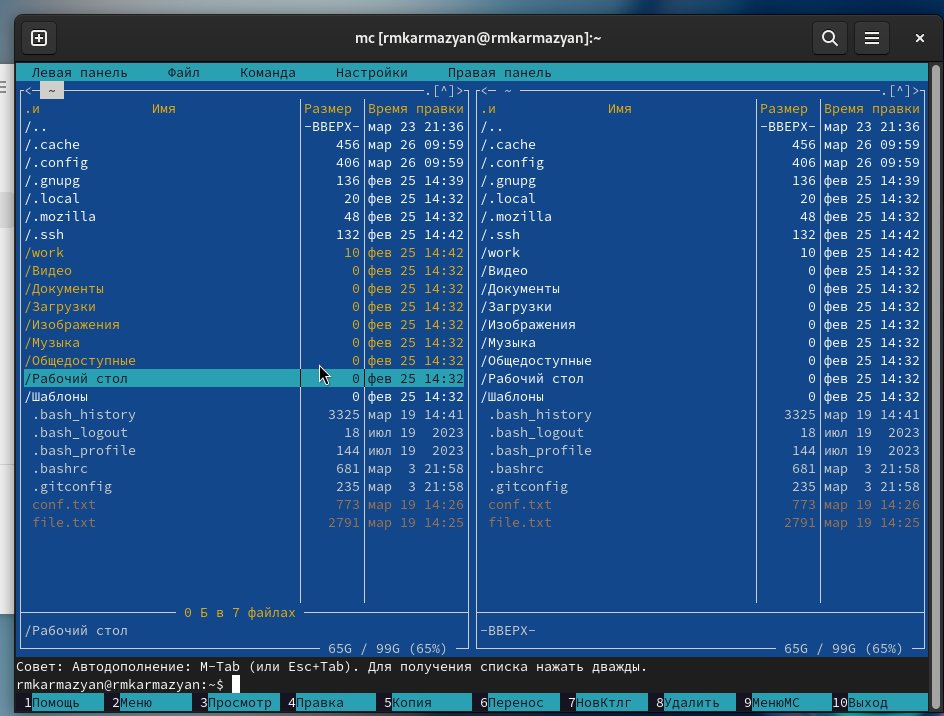 mc [rmkarmazyan@rmkarmazyan]:~
Левая панель Файл Команда Настройки Правая панель
<─ ~ .[^]> <─ ~ .[^]>
.и Имя Размер Время правки .и Имя Размер Время правки
/.. -ВВЕРХ- мар 23 21:36 /.. -ВВЕРХ- мар 23 21:36
/.cache 456 мар 26 09:59 /.cache 456 мар 26 09:59
/.config 406 мар 26 09:59 /.config 406 мар 26 09:59
/.gnupg 136 фев 25 14:39 /.gnupg 136 фев 25 14:39
/.local 20 фев 25 14:32 /.local 20 фев 25 14:32
/.mozilla 48 фев 25 14:32 /.mozilla 48 фев 25 14:32
/.ssh 132 фев 25 14:42 /.ssh 132 фев 25 14:42
/work 10 фев 25 14:42 /work 10 фев 25 14:42
/Видео 0 фев 25 14:32 /Видео 0 фев 25 14:32
/Документы 0 фев 25 14:32 /Документы 0 фев 25 14:32
/Загрузки 0 фев 25 14:32 /Загрузки 0 фев 25 14:32
/Изображения 0 фев 25 14:32 /Изображения 0 фев 25 14:32
/Музыка 0 фев 25 14:32 /Музыка 0 фев 25 14:32
/Общедоступные 0 фев 25 14:32 /Общедоступные 0 фев 25 14:32
/Рабочий стол 0 фев 25 14:32 /Рабочий стол 0 фев 25 14:32
/Шаблоны 0 фев 25 14:32 /Шаблоны 0 фев 25 14:32
.bash_history 3325 мар 19 14:41 .bash_history 3325 мар 19 14:41
.bash_logout 18 июл 19 2023 .bash_logout 18 июл 19 2023
.bash_profile 144 июл 19 2023 .bash_profile 144 июл 19 2023
.bashrc 681 мар 3 21:58 .bashrc 681 мар 3 21:58
.gitconfig 235 мар 3 21:58 .gitconfig 235 мар 3 21:58
conf.txt 773 мар 19 14:26 conf.txt 773 мар 19 14:26
file.txt 2791 мар 19 14:25 file.txt 2791 мар 19 14:25
0 Б в 7 файлах
/Рабочий стол -ВВЕРХ-
65G / 99G (65%) 65G / 99G (65%)
Совет: Автодополнение: M-Tab (или Esc+Tab). Для получения списка нажать дважды.
rmkarmazyan@rmkarmazyan:~$
1Помощь 2Меню 3Просмотр 4Правка 5Копия 6Перенос 7НовКтлг 8Удалить 9МенюМС 10Выход